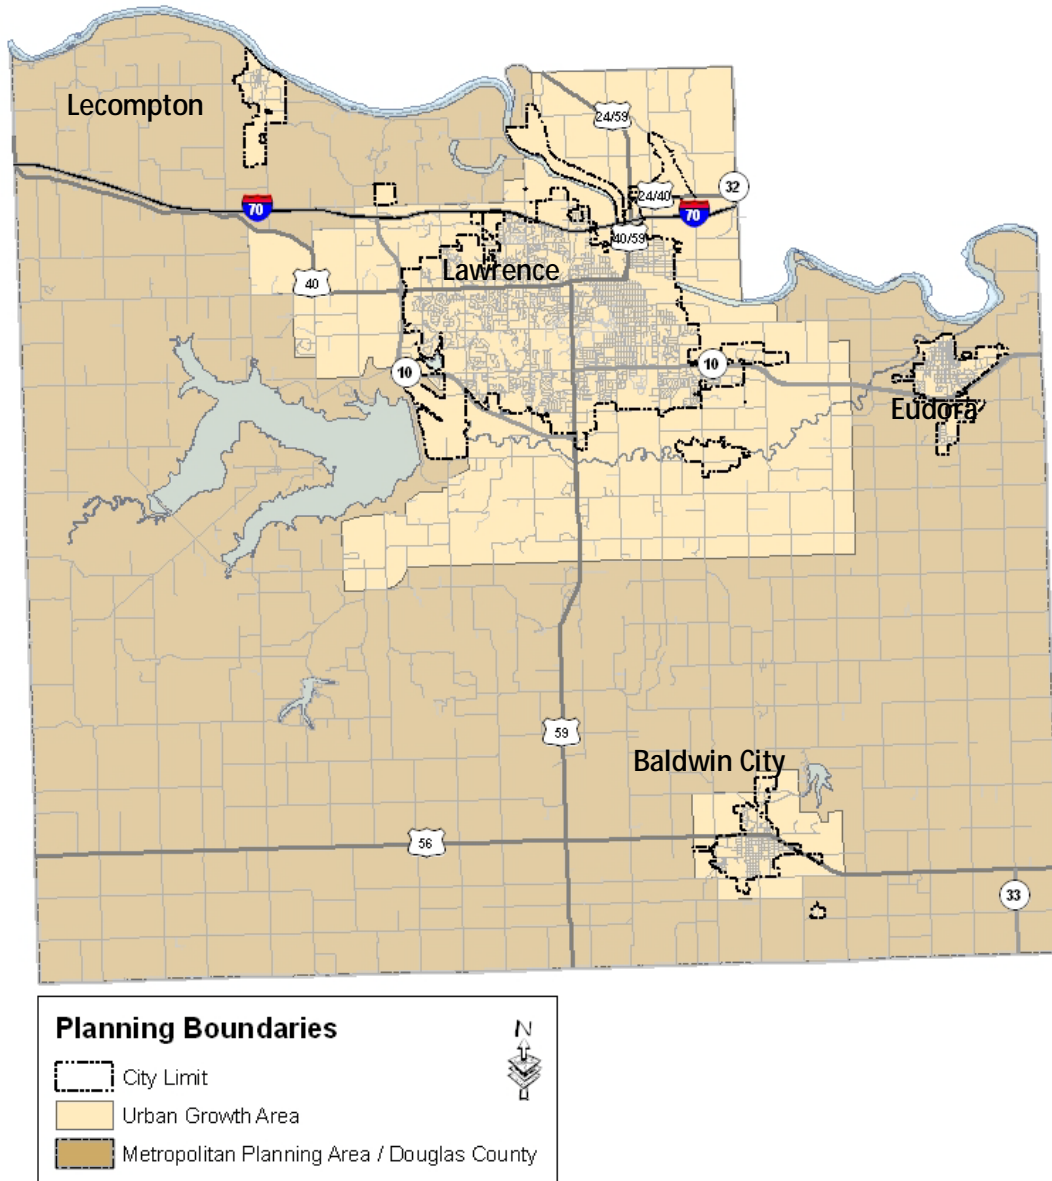 Lecompton
24/59
32
24/40
70
70
40/59
Lawrence
40
10
10
Eudora
59
Baldwin City
56
33
Planning Boundaries
N
City Limit
Urban Growth Area
Metropolitan Planning Area / Douglas County